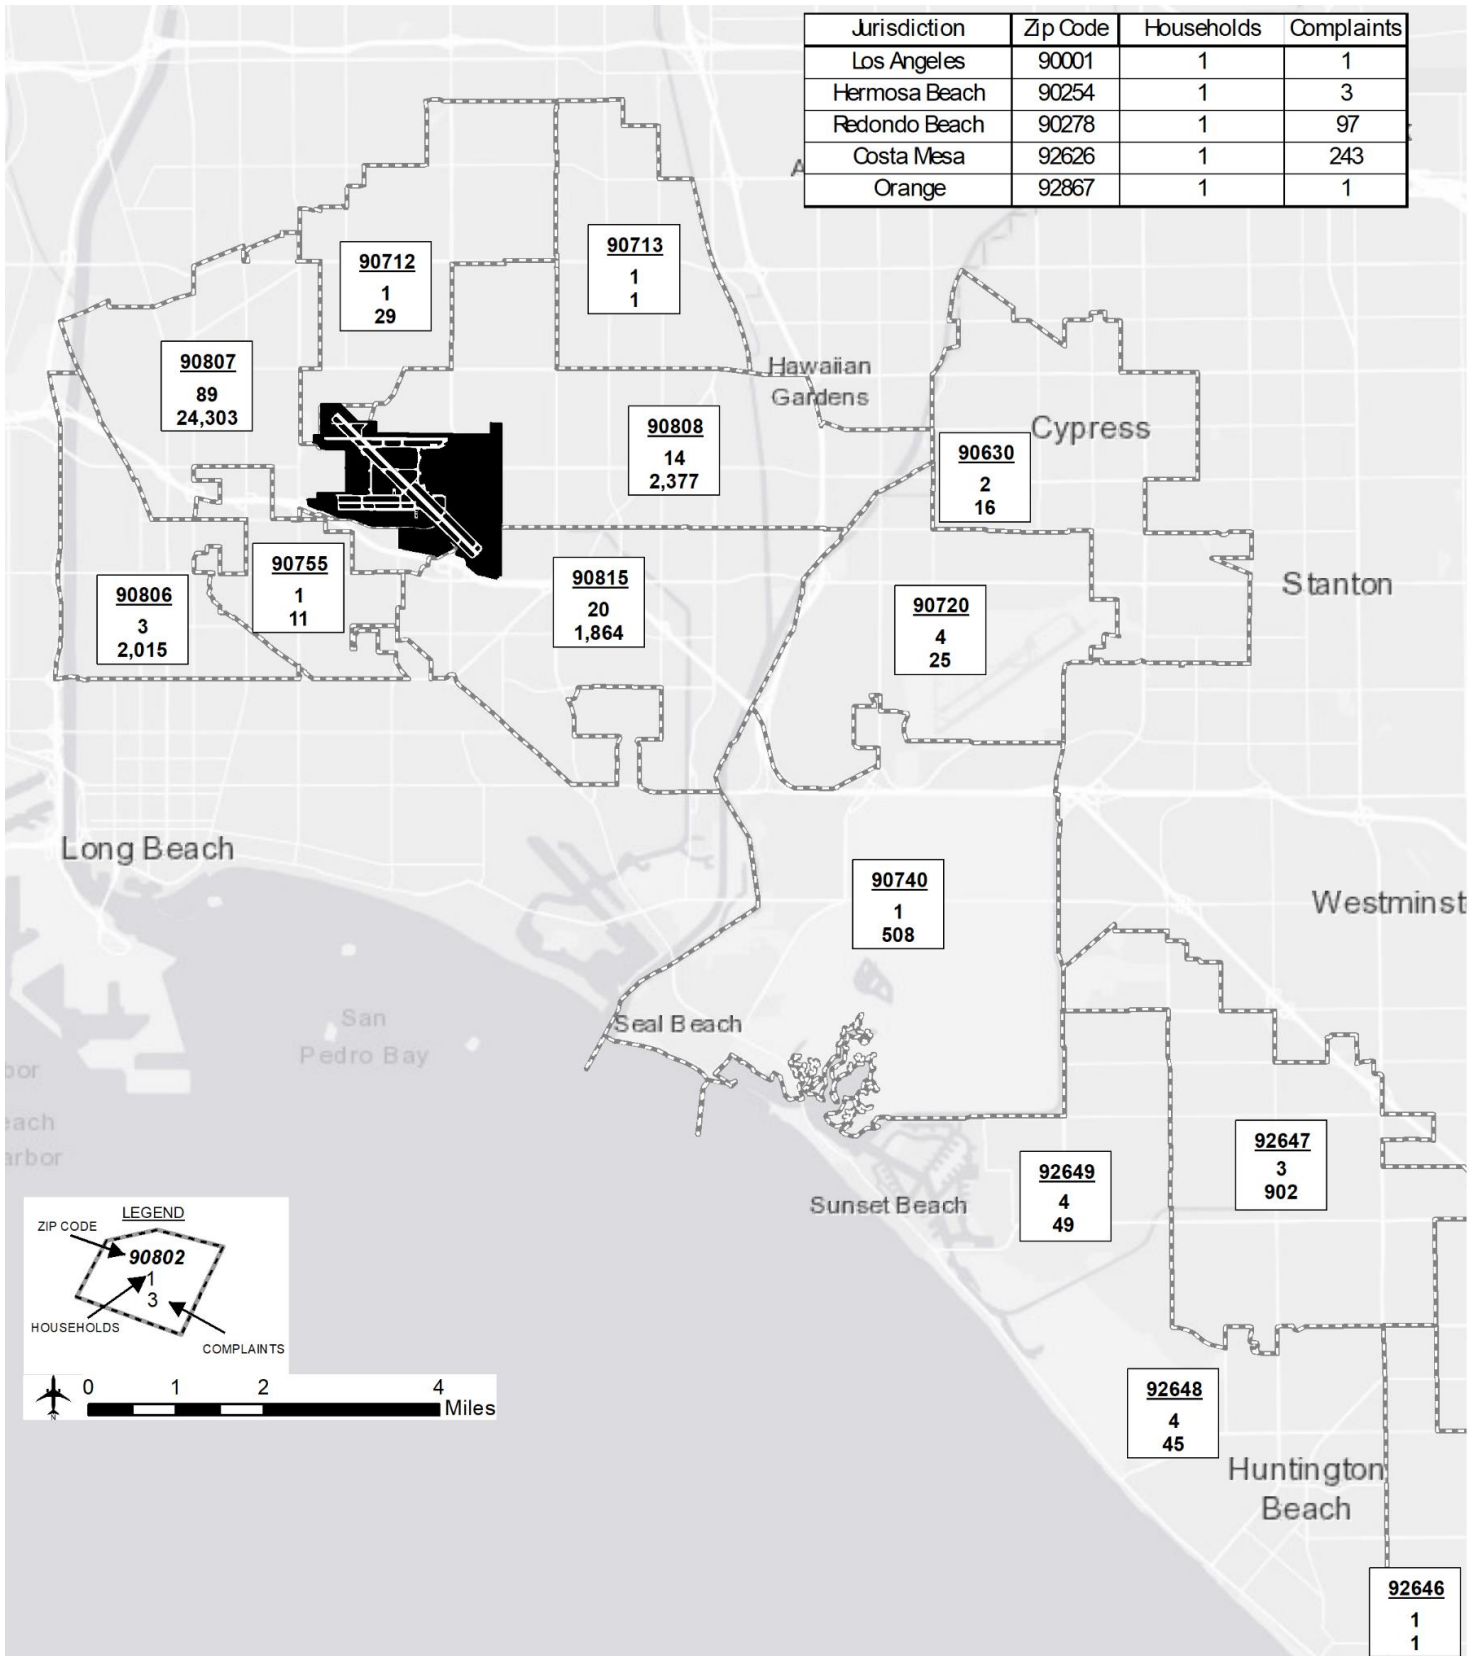 Jurisdiction Zip Code Households Complaints
Los Angeles 90001 1 1
Hermosa Beach 90254 1 3
Redondo Beach 90278 1 97
Costa Mesa 92626 1 243
Orange 92867 1 1
90713
1
1
90712
1
29
90807
89
24,303
Hawaiian
Gardens
90808
14
2,377
Cypress
90630
2
16
90755
1
11
90815
20
1,864
Stanton
90806
3
2,015
90720
4
25
Long Beach
90740
1
508
Westminst
San
Pedro Bay
Seal Beach
bor
each
arbor
92647
3
902
92649
4
49
Sunset Beach
LEGEND
ZIP CODE
90802
1
3
HOUSEHOLDS
COMPLAINTS
N
0 1 2 4
Miles
92648
4
45
Huntington
Beach
92646
1
1